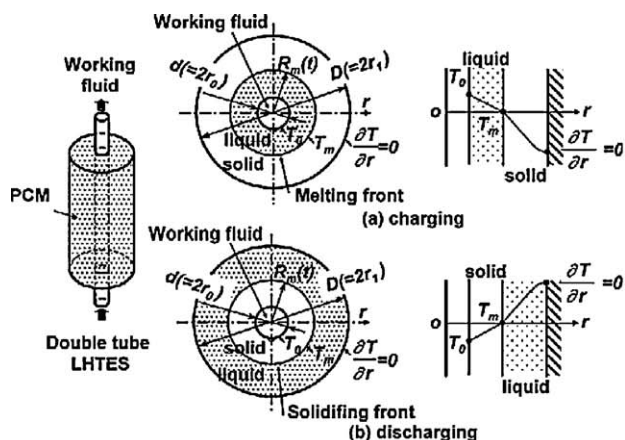 Working
fluid
PCM
Double tube
LHTES
Working fluid
Rm(t)
d(=2r0)
D(=2r1)
r
liquid
T0
Tm
solid
∂T/∂r=0
Melting front
liquid
T0
o
r
Tm
∂T/∂r=0
solid
(a) charging
Working fluid
Rm(t)
d(=2r0)
D(=2r1)
r
solid
T0
Tm
liquid
∂T/∂r=0
Solidifing front
solid
∂T/∂r=0
o
Tm
r
T0
liquid
(b) discharging